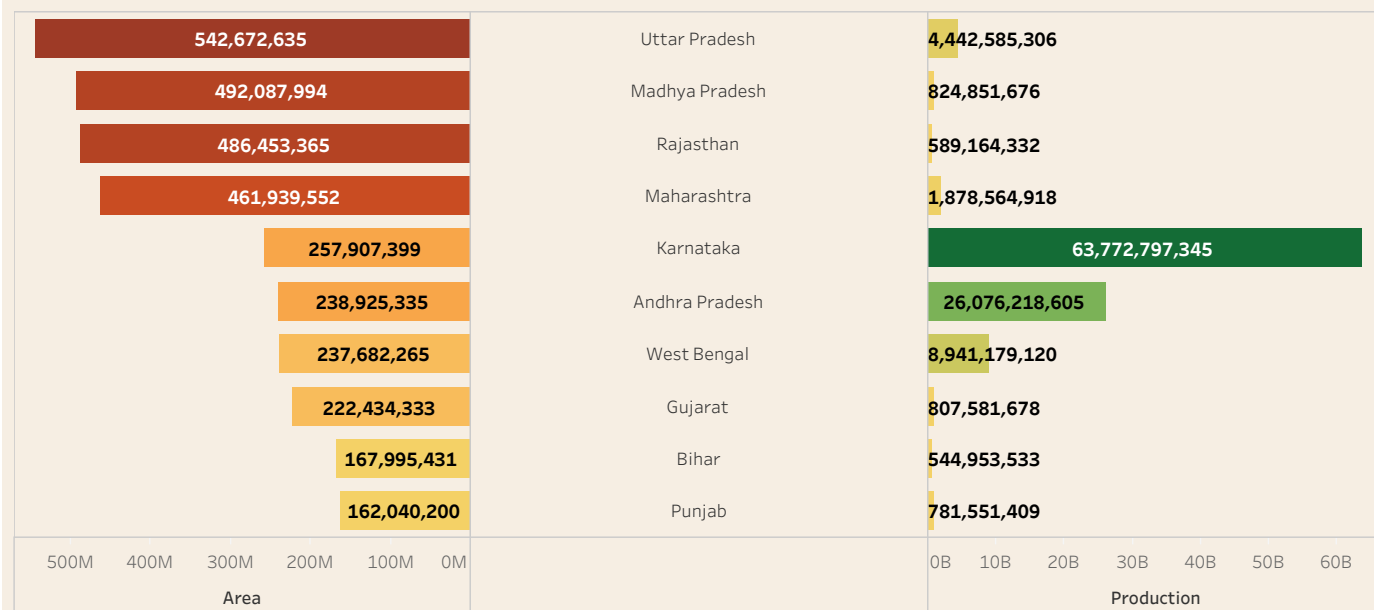 542,672,635 Uttar Pradesh 4,442,585,306
492,087,994 Madhya Pradesh 824,851,676
486,453,365 Rajasthan 589,164,332
461,939,552 Maharashtra 1,878,564,918
257,907,399 Karnataka 63,772,797,345
238,925,335 Andhra Pradesh 26,076,218,605
237,682,265 West Bengal 8,941,179,120
222,434,333 Gujarat 807,581,678
167,995,431 Bihar 544,953,533
162,040,200 Punjab 781,551,409
500M 400M 300M 200M 100M 0M 0B 10B 20B 30B 40B 50B 60B
Area Production